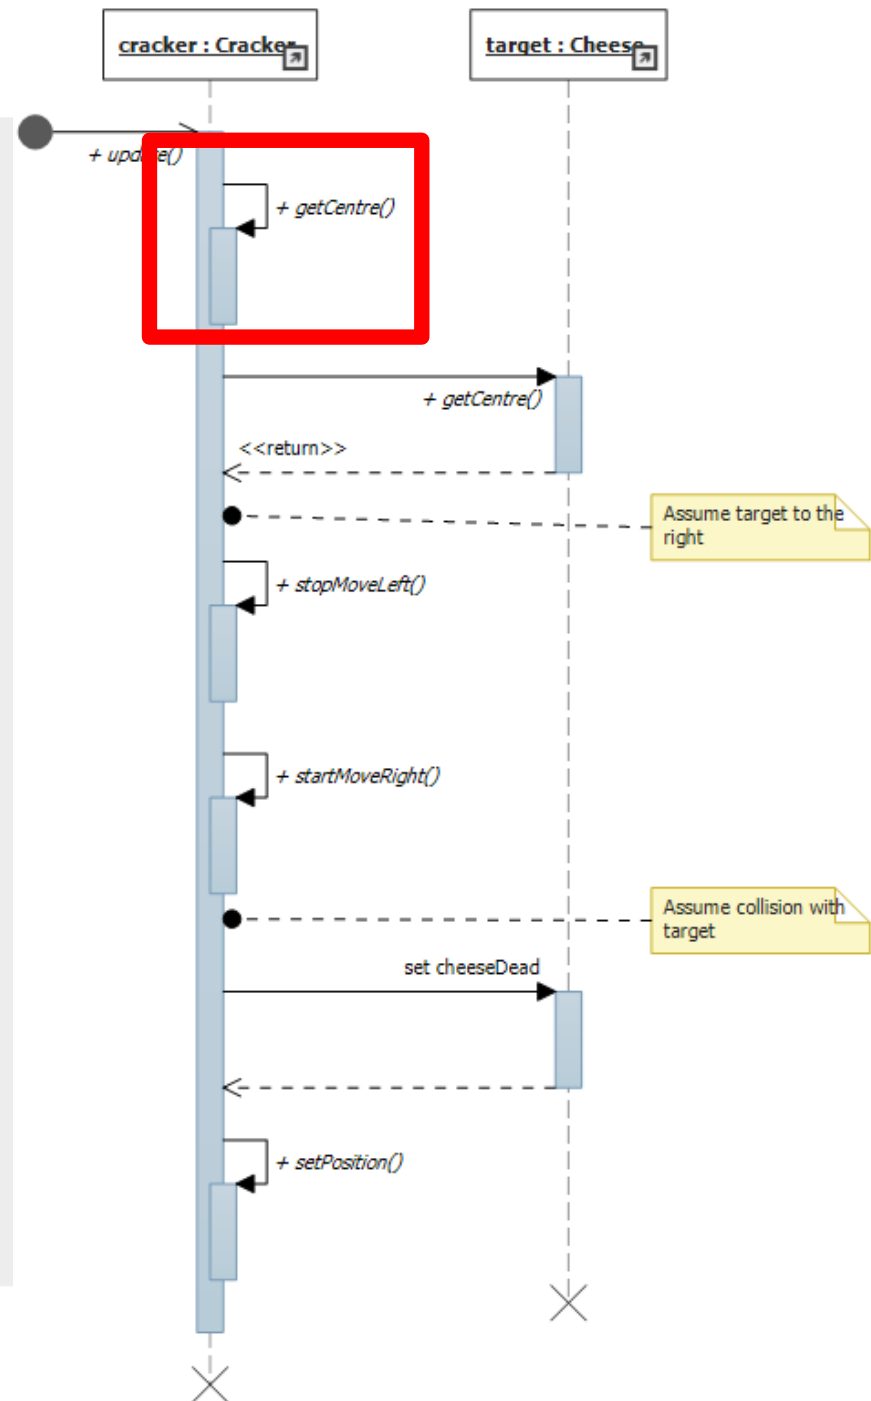 cracker : Cracker
target : Cheese
+ update()
+ getCentre()
+ getCentre()
<<return>>
Assume target to the
right
+ stopMoveLeft()
+ startMoveRight()
Assume collision with
target
set cheeseDead
+ setPosition()